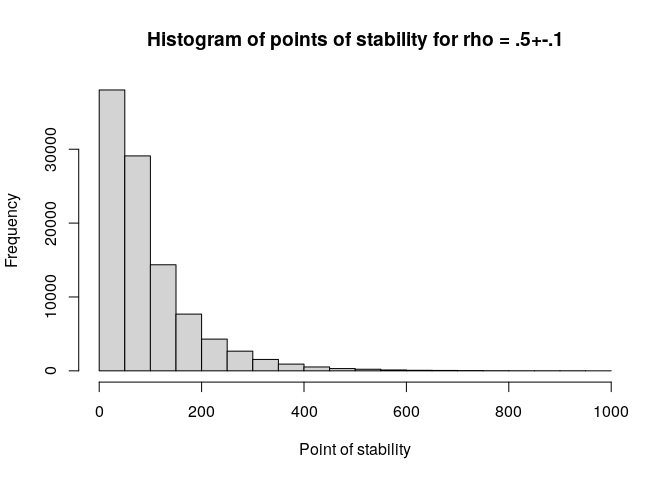 Histogram of points of stability for rho = .5+-.1
Frequency
30000
20000
10000
0
0 200 400 600 800 1000
Point of stability